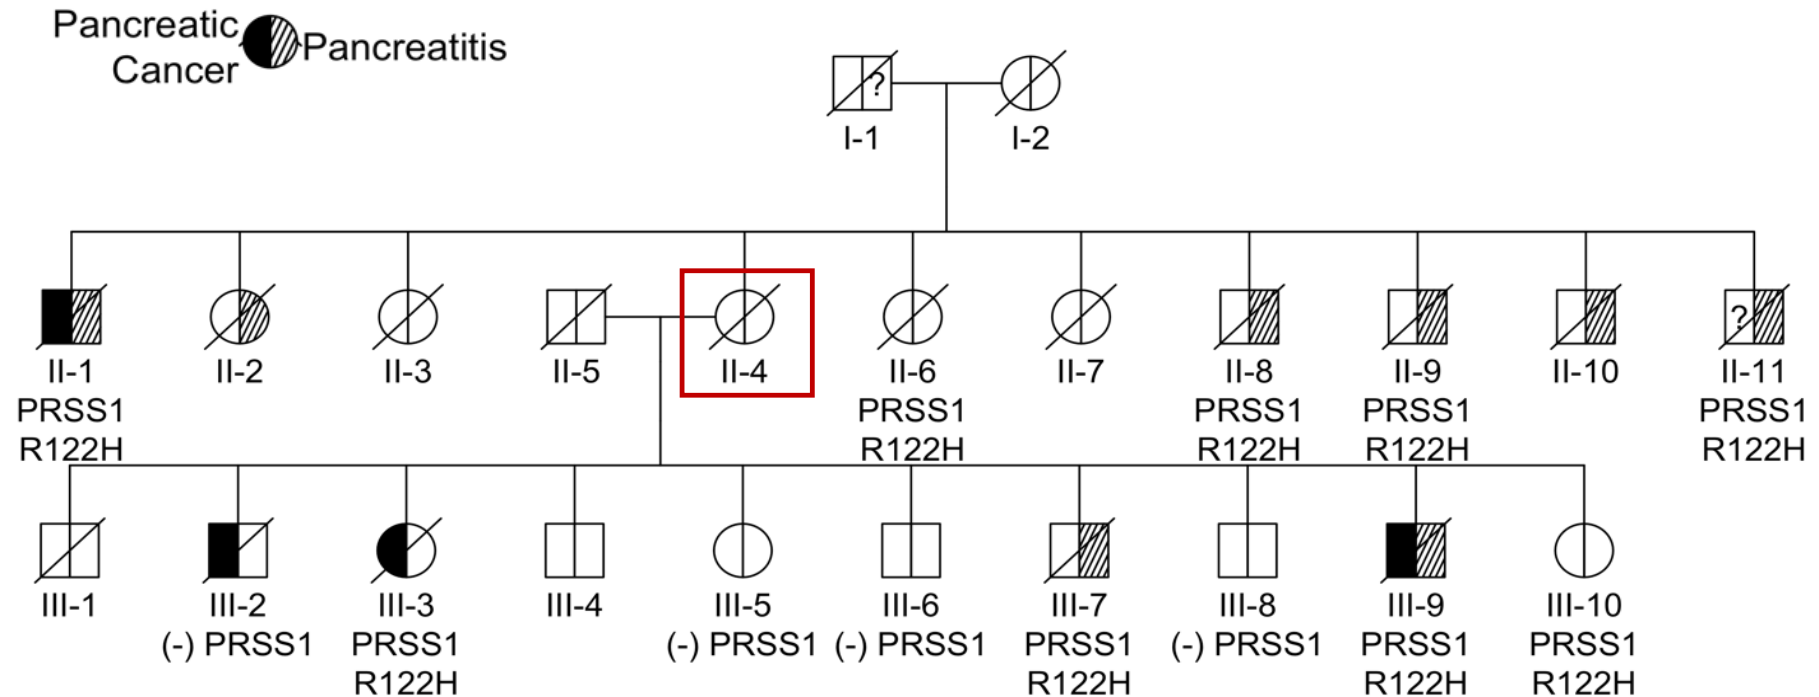 Pancreatic
Cancer
Pancreatitis
?
I-1 I-2
?
II-1 II-2 II-3 II-5 II-4 II-6 II-7 II-8 II-9 II-10 II-11
PRSS1 PRSS1 PRSS1 PRSS1 PRSS1
R122H R122H R122H R122H R122H
III-1 III-2 III-3 III-4 III-5 III-6 III-7 III-8 III-9 III-10
(-) PRSS1 PRSS1 (-) PRSS1 (-) PRSS1 PRSS1 (-) PRSS1 PRSS1 PRSS1
R122H R122H R122H R122H